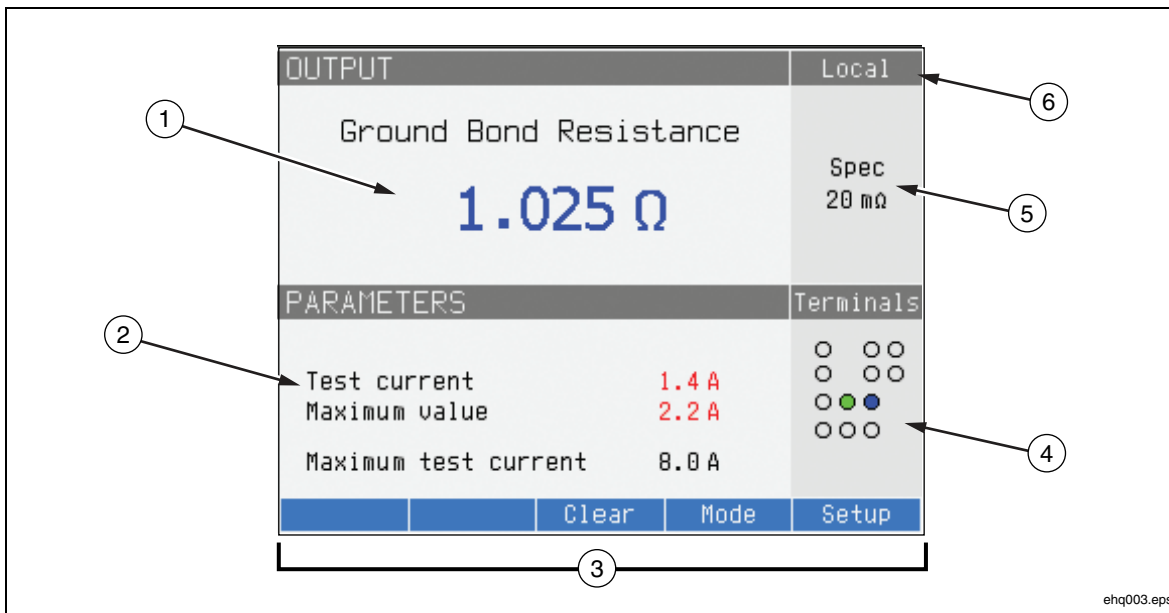 OUTPUT
Local
Ground Bond Resistance
1.025 Ω
Spec
20 mΩ
PARAMETERS
Terminals
Test current 1.4 A
Maximum value 2.2 A
Maximum test current 8.0 A
Clear Mode Setup
1
2
3
4
5
6
ehq003.eps